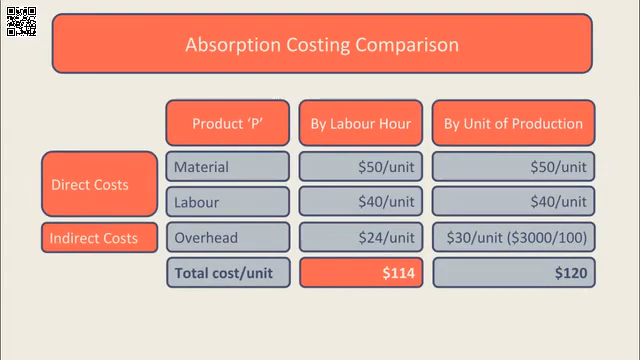 Absorption Costing Comparison
Product ‘P’ By Labour Hour By Unit of Production
Direct Costs
Material $50/unit $50/unit
Labour $40/unit $40/unit
Indirect Costs Overhead $24/unit $30/unit ($3000/100)
Total cost/unit $114 $120